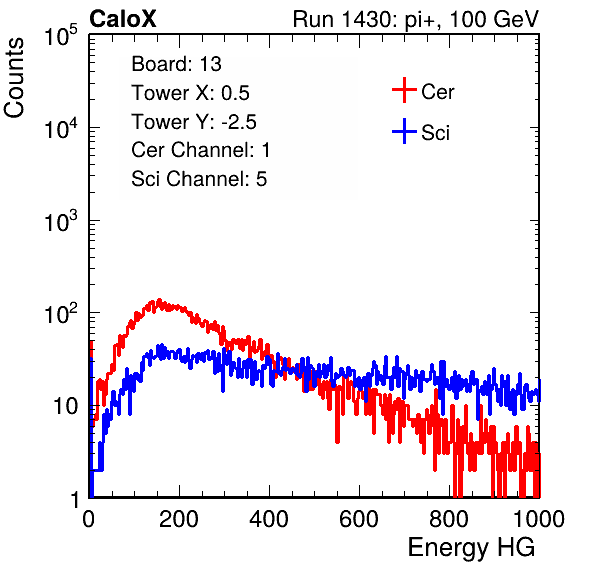 CaloX Run 1430: pi+, 100 GeV
Counts
10^5
10^4
10^3
10^2
10
1
Board: 13
Tower X: 0.5
Tower Y: -2.5
Cer Channel: 1
Sci Channel: 5
Cer
Sci
0 200 400 600 800 1000
Energy HG